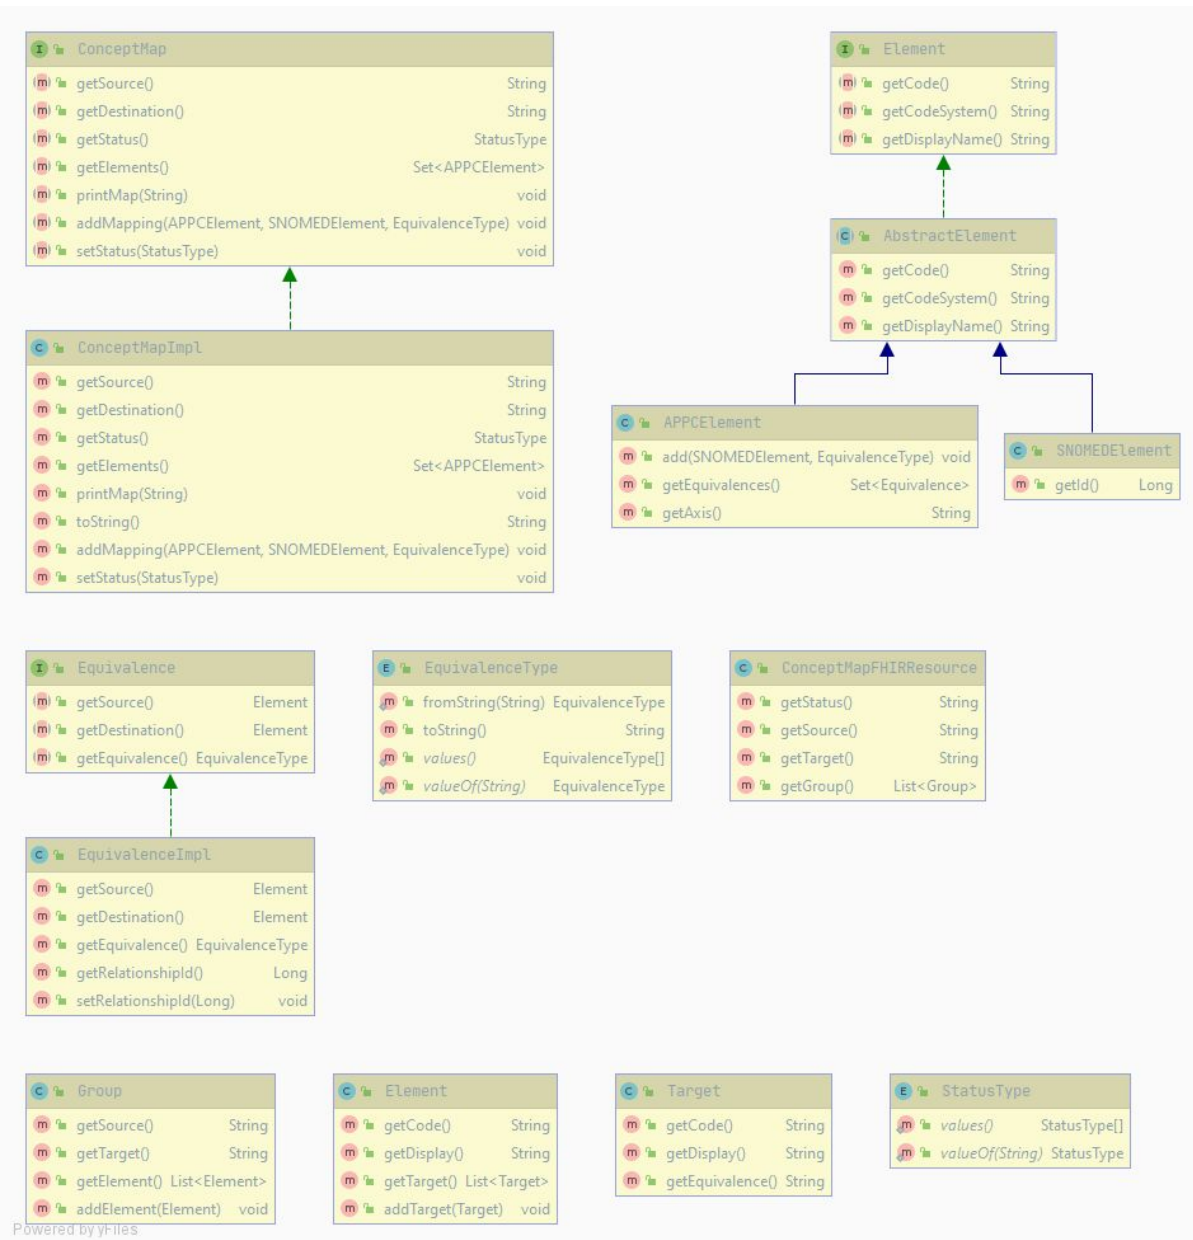 ConceptMap
getSource() String
getDestination() String
getStatus() StatusType
getElements() Set<APPCElement>
printMap(String) void
addMapping(APPCElement, SNOMEDElement, EquivalenceType) void
setStatus(StatusType) void
Element
getCode() String
getCodeSystem() String
getDisplayName() String
AbstractElement
getCode() String
getCodeSystem() String
getDisplayName() String
ConceptMapImpl
getSource() String
getDestination() String
getStatus() StatusType
getElements() Set<APPCElement>
printMap(String) void
toString() String
addMapping(APPCElement, SNOMEDElement, EquivalenceType) void
setStatus(StatusType) void
APPCElement
add(SNOMEDElement, EquivalenceType) void
getEquivalences() Set<Equivalence>
getAxis() String
SNOMEDElement
getId() Long
Equivalence
getSource() Element
getDestination() Element
getEquivalence() EquivalenceType
EquivalenceType
fromString(String) EquivalenceType
toString() String
values() EquivalenceType[]
valueOf(String) EquivalenceType
ConceptMapFHIRResource
getStatus() String
getSource() String
getTarget() String
getGroup() List<Group>
EquivalenceImpl
getSource() Element
getDestination() Element
getEquivalence() EquivalenceType
getRelationshipId() Long
setRelationshipId(Long) void
Group
getSource() String
getTarget() String
getElement() List<Element>
addElement(Element) void
Element
getCode() String
getDisplay() String
getTarget() List<Target>
addTarget(Target) void
Target
getCode() String
getDisplay() String
getEquivalence() String
StatusType
values() StatusType[]
valueOf(String) StatusType
Powered by yFiles